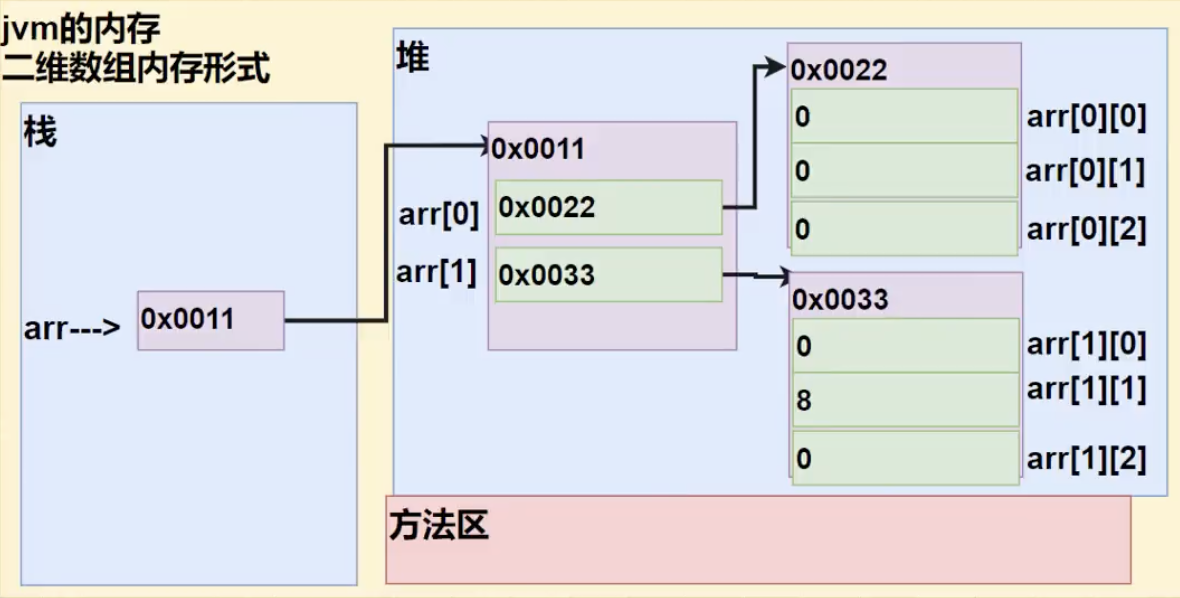 jvm的内存
二维数组内存形式
栈
arr--->
0x0011
堆
0x0011
arr[0]
0x0022
arr[1]
0x0033
0x0022
0
arr[0][0]
0
arr[0][1]
0
arr[0][2]
0x0033
0
arr[1][0]
8
arr[1][1]
0
arr[1][2]
方法区